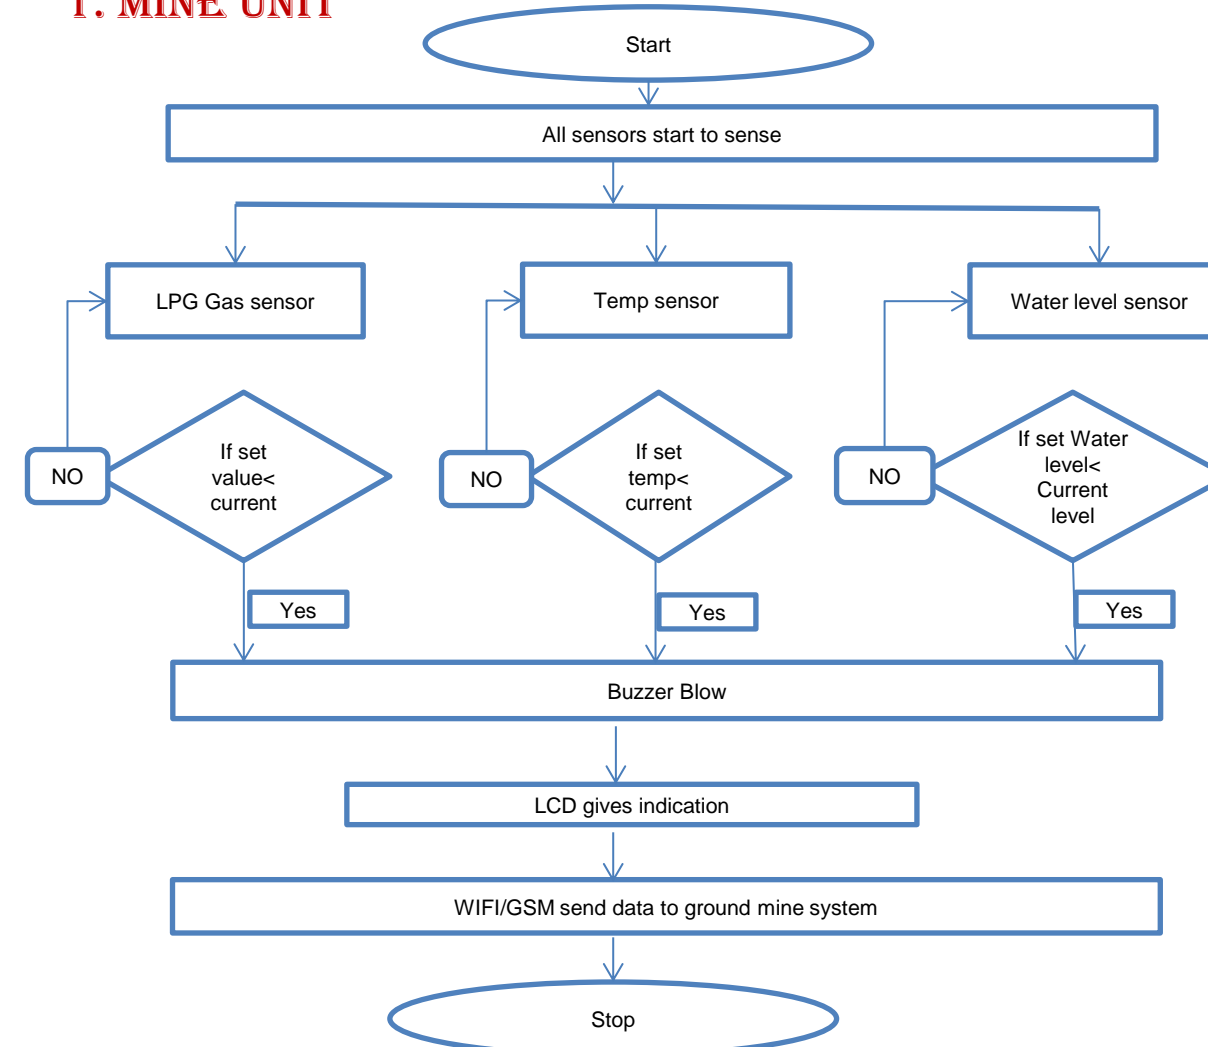 1. MINE UNIT
Start
All sensors start to sense
LPG Gas sensor
Temp sensor
Water level sensor
If set
value<
current
NO
If set
temp<
current
NO
If set Water
level<
Current
level
NO
Yes
Yes
Yes
Buzzer Blow
LCD gives indication
WIFI/GSM send data to ground mine system
Stop